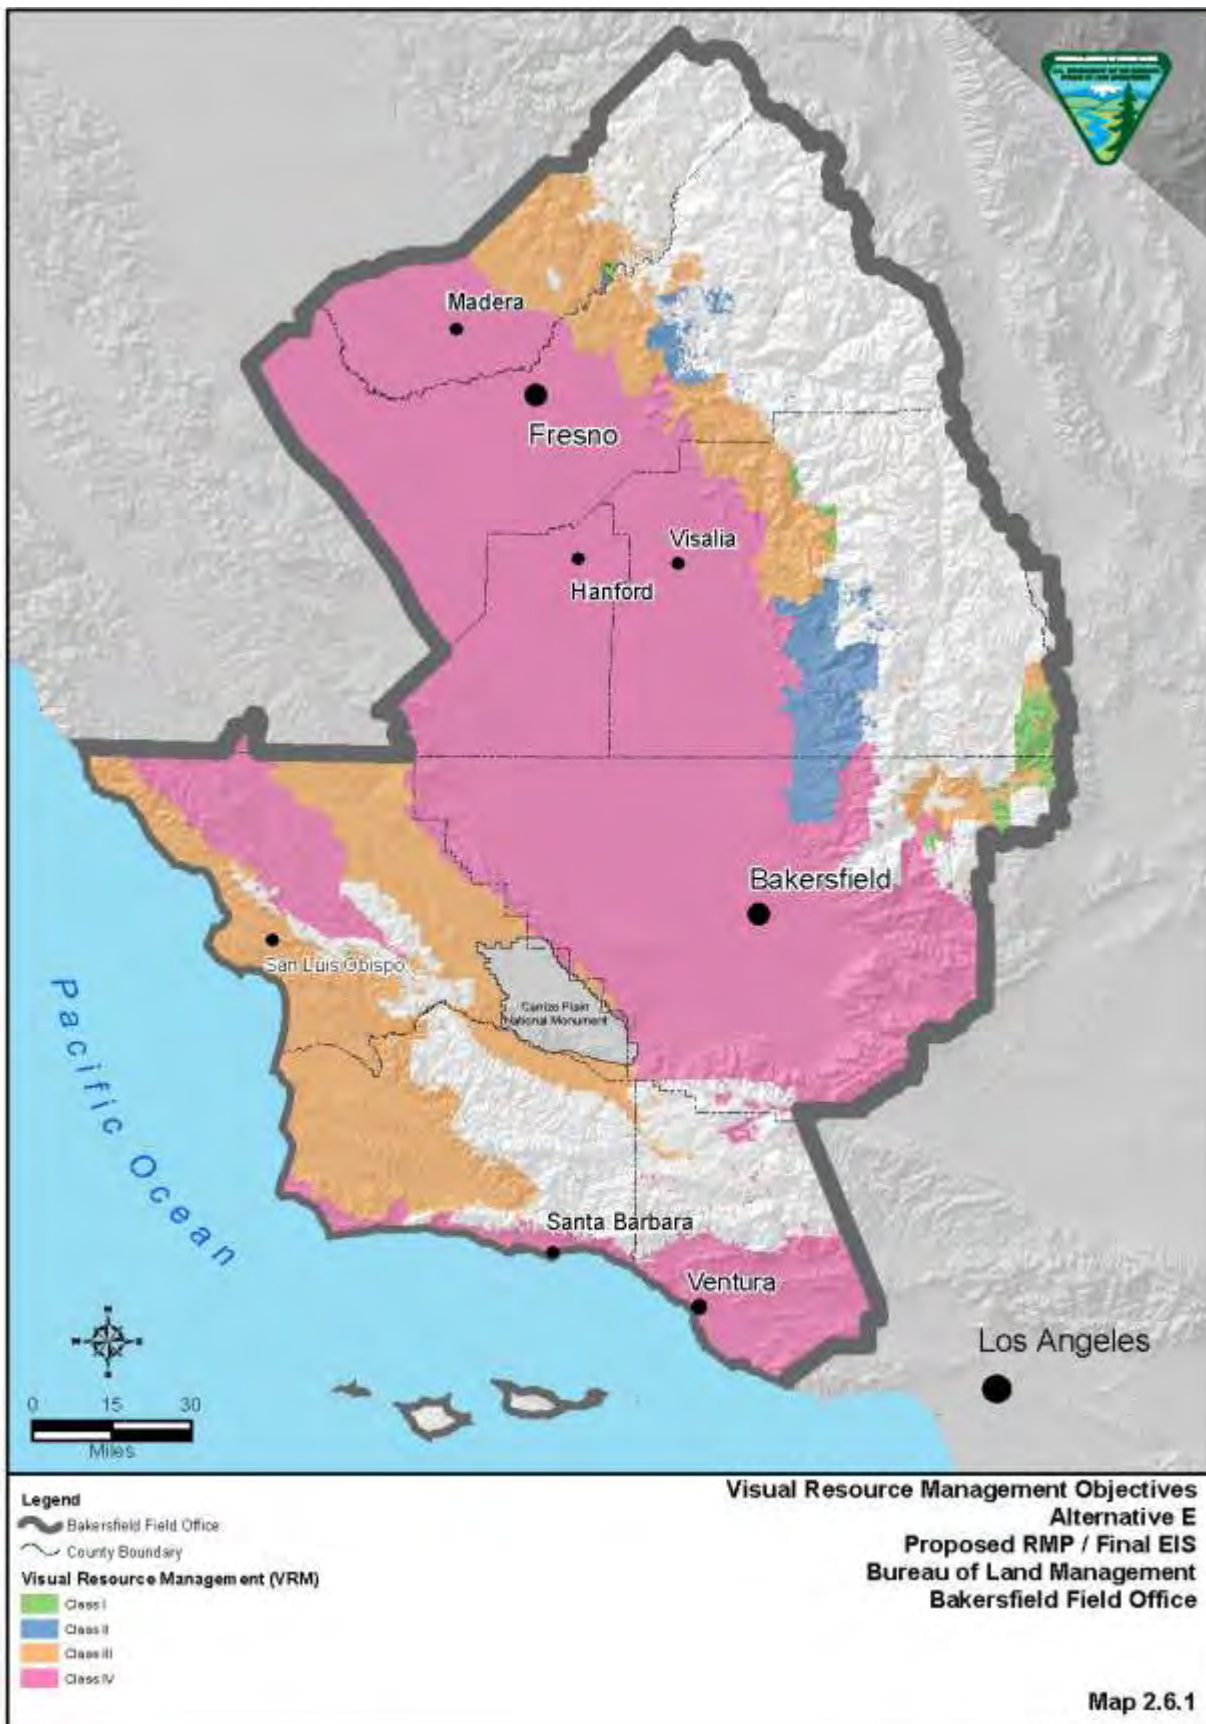 Madera
Fresno
Visalia
Hanford
Bakersfield
San Luis Obispo
Carrizo Plain
National Monument
Pacific Ocean
Santa Barbara
Ventura
Los Angeles
N
W E
S
0 15 30
Miles
Legend
Bakersfield Field Office
County Boundary
Visual Resource Management (VRM)
Class I
Class II
Class III
Class IV
Visual Resource Management Objectives
Alternative E
Proposed RMP / Final EIS
Bureau of Land Management
Bakersfield Field Office
Map 2.6.1